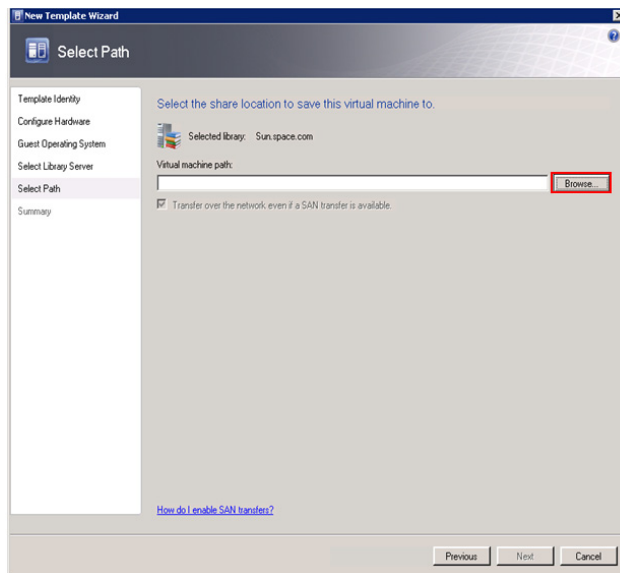 New Template Wizard
Select Path
Template Identity
Configure Hardware
Guest Operating System
Select Library Server
Select Path
Summary
Select the share location to save this virtual machine to.
Selected library: Sun.space.com
Virtual machine path:
Browse...
Transfer over the network even if a SAN transfer is available.
How do I enable SAN transfers?
Previous Next Cancel